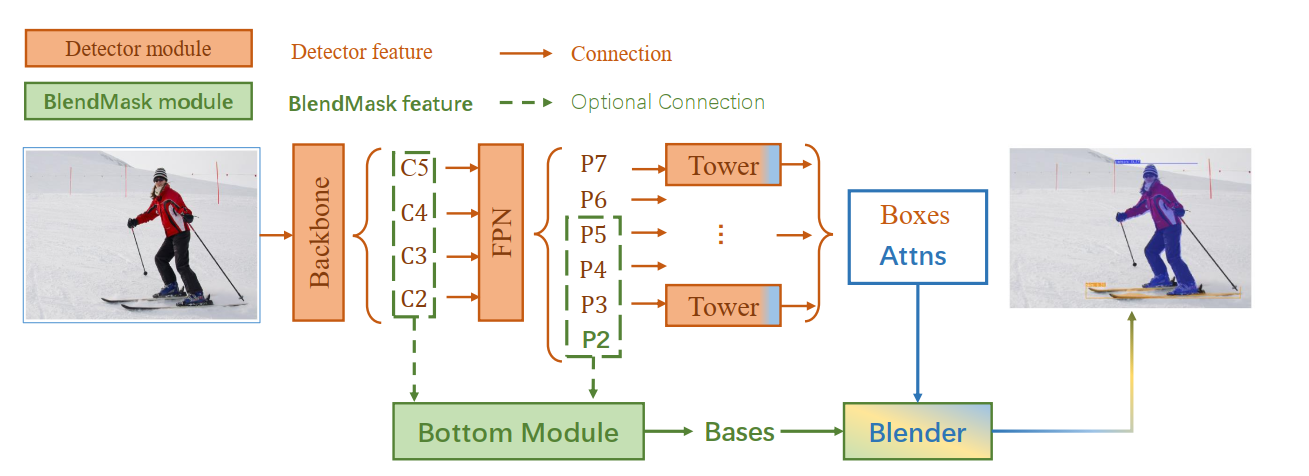 Detector module
Detector feature
Connection
BlendMask module
BlendMask feature
Optional Connection
Backbone
C5
C4
C3
C2
FPN
P7
P6
P5
P4
P3
P2
Tower
...
Tower
Boxes
Attns
Bottom Module
Bases
Blender